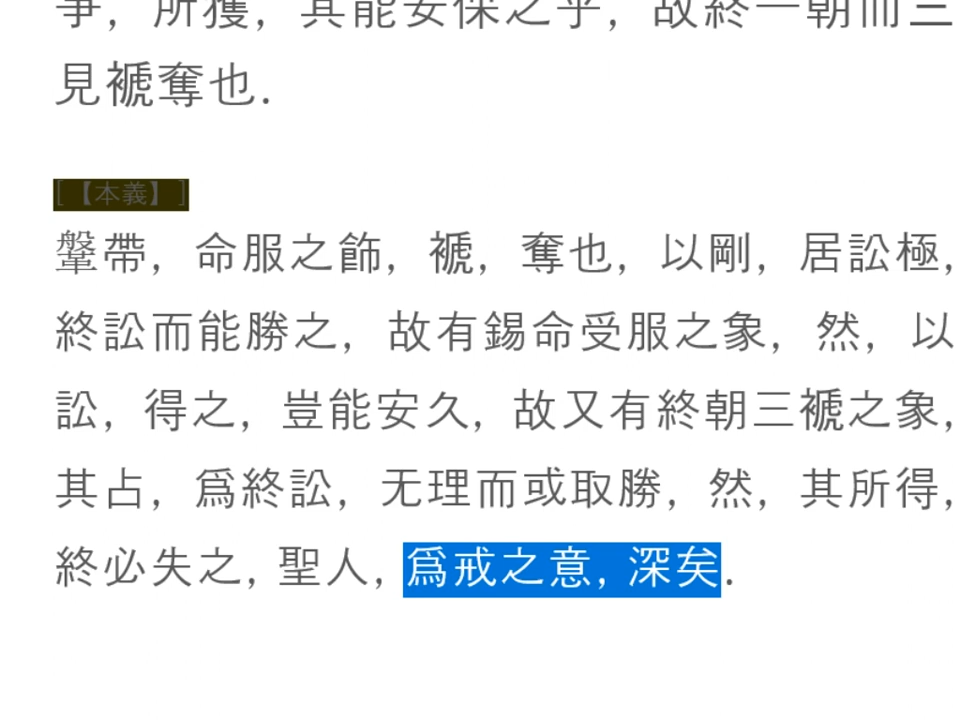 爭, 所獲, 其能安保之乎, 故終一朝而三
見褫奪也.
[【本義】]
鞶帶, 命服之飾, 褫, 奪也, 以剛, 居訟極,
終訟而能勝之, 故有錫命受服之象, 然, 以
訟, 得之, 豈能安久, 故又有終朝三褫之象,
其占, 爲終訟, 无理而或取勝, 然, 其所得,
終必失之, 聖人, 爲戒之意, 深矣.